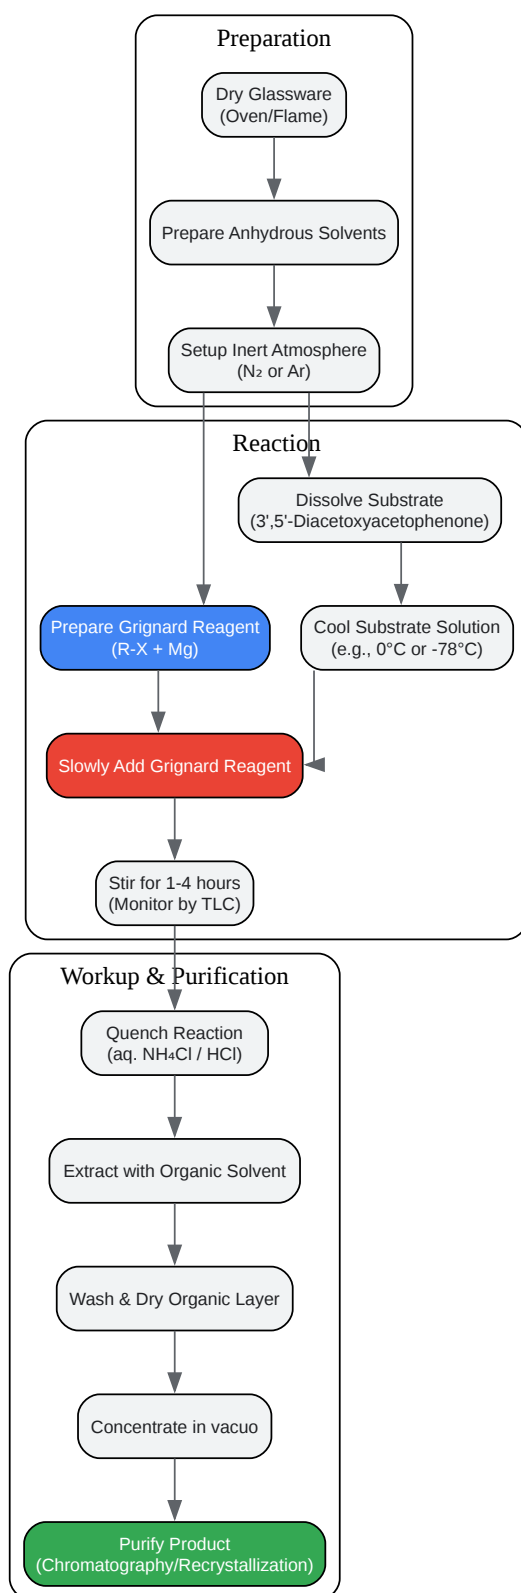 Preparation
Dry Glassware
(Oven/Flame)
Prepare Anhydrous Solvents
Setup Inert Atmosphere
(N₂ or Ar)
Reaction
Dissolve Substrate
(3',5'-Diacetoxyacetophenone)
Prepare Grignard Reagent
(R-X + Mg)
Cool Substrate Solution
(e.g., 0°C or -78°C)
Slowly Add Grignard Reagent
Stir for 1-4 hours
(Monitor by TLC)
Workup & Purification
Quench Reaction
(aq. NH₄Cl / HCl)
Extract with Organic Solvent
Wash & Dry Organic Layer
Concentrate in vacuo
Purify Product
(Chromatography/Recrystallization)